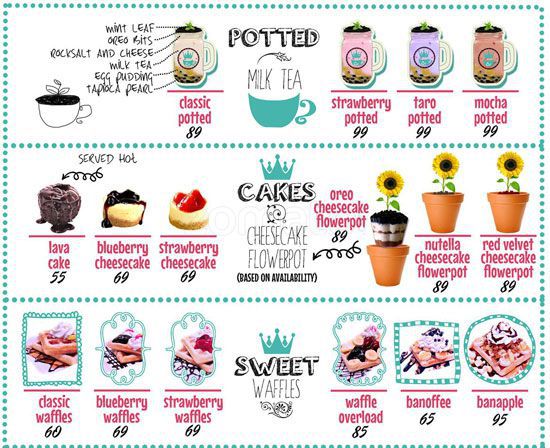 MINT LEAF
OREO BITS
ROCKSALT AND CHEESE
MILK TEA
EGG PUDDING
TAPIOCA PEARL
POTTED
MILK TEA
classic
potted
89
strawberry
potted
99
taro
potted
99
mocha
potted
99
SERVED HOT
CAKES
CHEESECAKE
FLOWERPOT
(BASED ON AVAILABILITY)
lava
cake
55
blueberry
cheesecake
69
strawberry
cheesecake
69
oreo
cheesecake
flowerpot
89
nutella
cheesecake
flowerpot
89
red velvet
cheesecake
flowerpot
89
SWEET
WAFFLES
classic
waffles
60
blueberry
waffles
69
strawberry
waffles
69
waffle
overload
85
banoffee
65
banapple
95